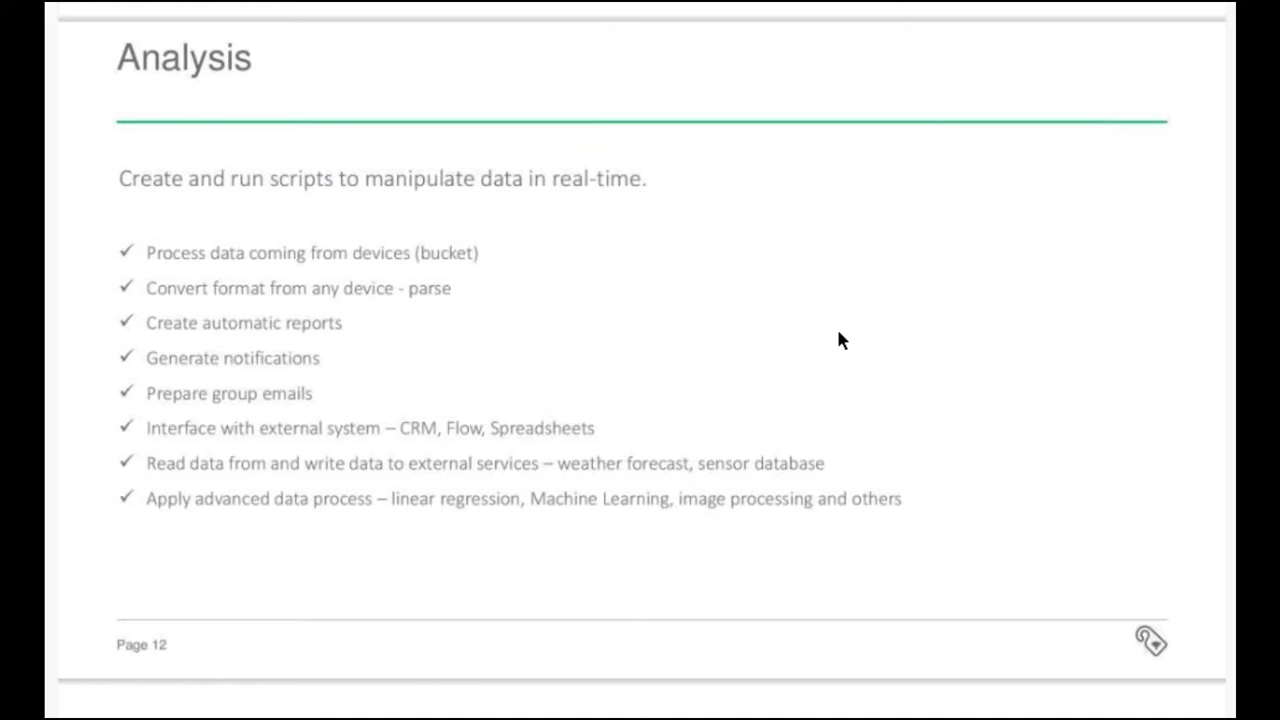 Analysis
Create and run scripts to manipulate data in real-time.
✓ Process data coming from devices (bucket)
✓ Convert format from any device - parse
✓ Create automatic reports
✓ Generate notifications
✓ Prepare group emails
✓ Interface with external system – CRM, Flow, Spreadsheets
✓ Read data from and write data to external services – weather forecast, sensor database
✓ Apply advanced data process – linear regression, Machine Learning, image processing and others
Page 12